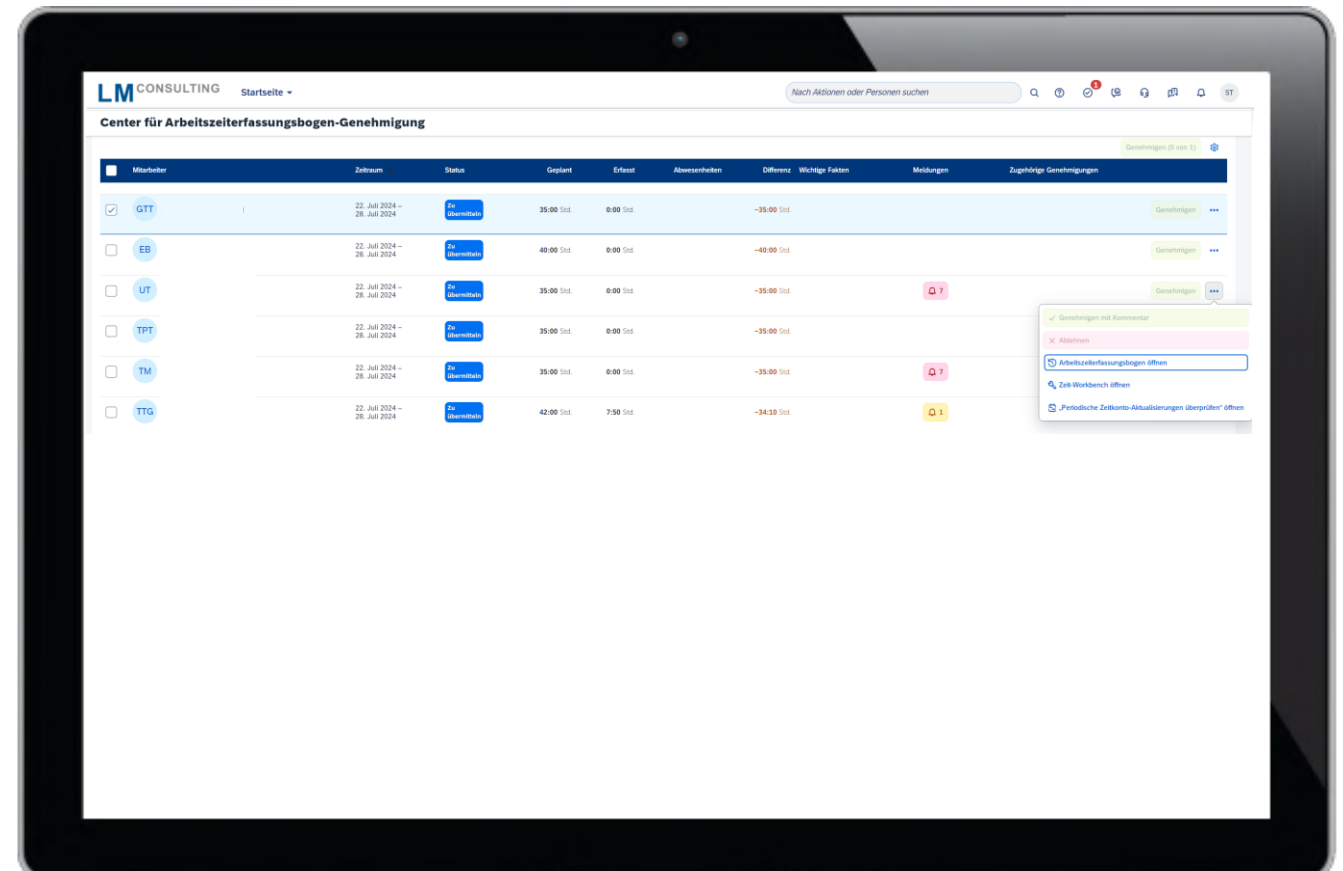 LM CONSULTING Startseite Nach Aktionen oder Personen suchen 1 ST
Center für Arbeitszeiterfassungsbogen-Genehmigung
Genehmigen (0 von 1)
Mitarbeiter Zeitraum Status Geplant Erfasst Abwesenheiten Differenz Wichtige Fakten Meldungen Zugehörige Genehmigungen
GTT 22. Juli 2024 – 28. Juli 2024 Zu übermitteln 35:00 Std. 0:00 Std. −35:00 Std. Genehmigen
EB 22. Juli 2024 – 28. Juli 2024 Zu übermitteln 40:00 Std. 0:00 Std. −40:00 Std. Genehmigen
UT 22. Juli 2024 – 28. Juli 2024 Zu übermitteln 35:00 Std. 0:00 Std. −35:00 Std. 7 Genehmigen
TPT 22. Juli 2024 – 28. Juli 2024 Zu übermitteln 35:00 Std. 0:00 Std. −35:00 Std.
TM 22. Juli 2024 – 28. Juli 2024 Zu übermitteln 35:00 Std. 0:00 Std. −35:00 Std. 7
TTG 22. Juli 2024 – 28. Juli 2024 Zu übermitteln 42:00 Std. 7:50 Std. −34:10 Std. 1
Genehmigen mit Kommentar
Ablehnen
Arbeitszeiterfassungsbogen öffnen
Zeit-Workbench öffnen
„Periodische Zeitkonto-Aktualisierungen überprüfen“ öffnen